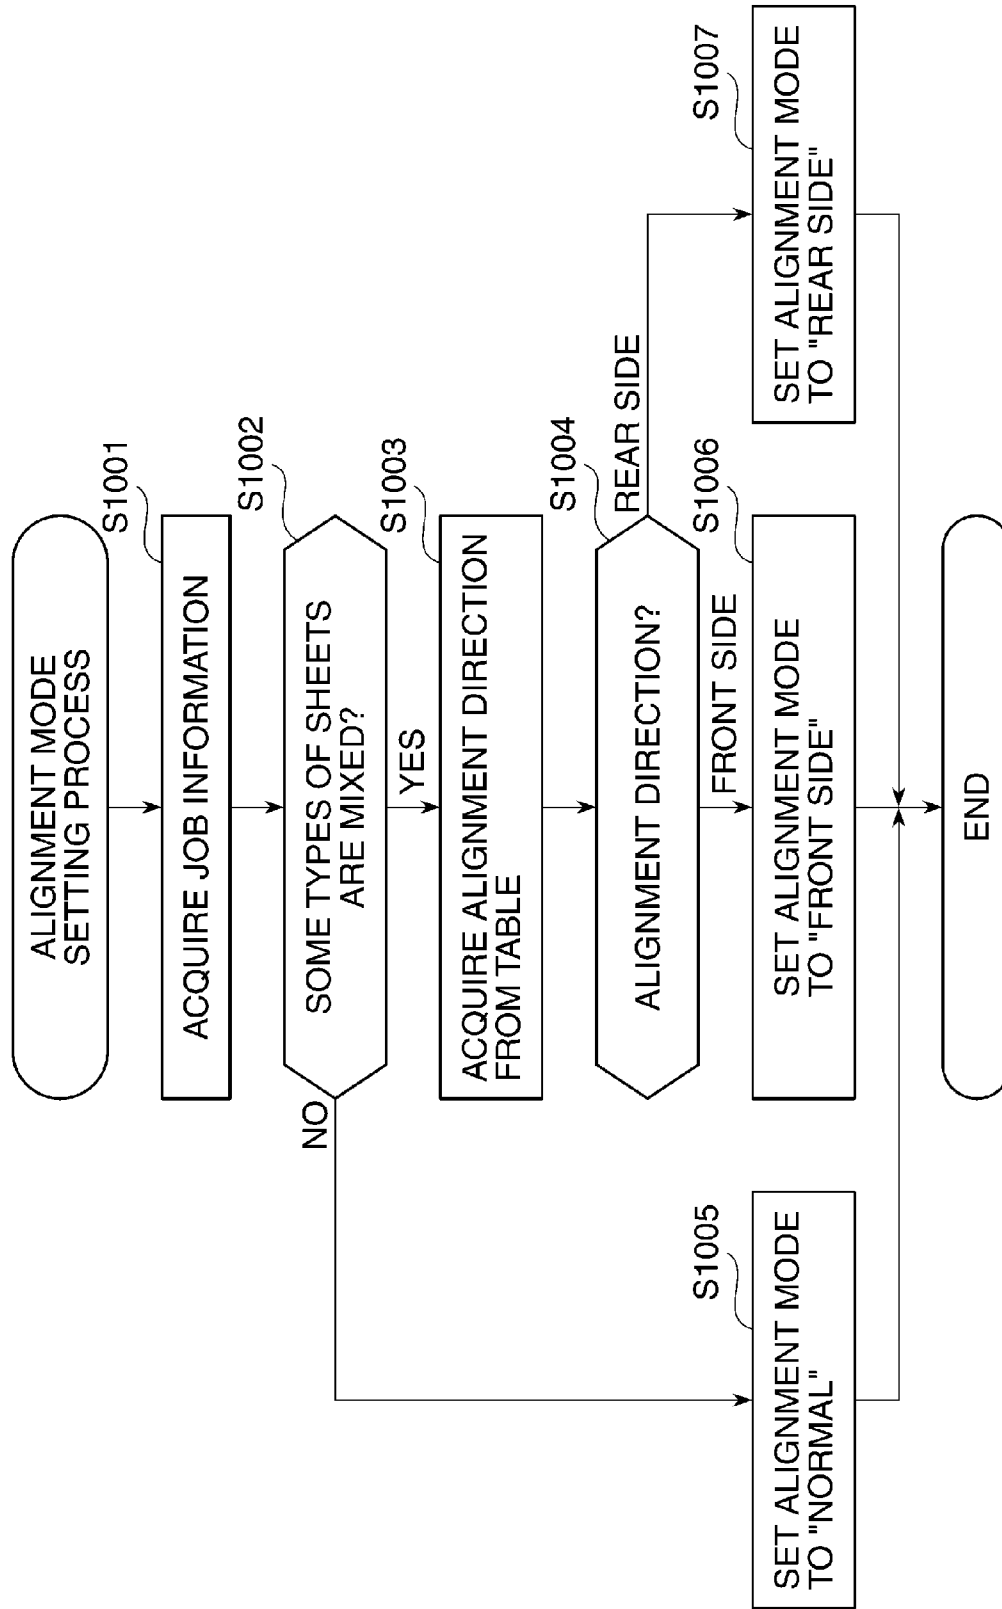 ALIGNMENT MODE
SETTING PROCESS
S1001
ACQUIRE JOB INFORMATION
S1002
SOME TYPES OF SHEETS
ARE MIXED?
NO
YES
S1003
ACQUIRE ALIGNMENT DIRECTION
FROM TABLE
S1004
ALIGNMENT DIRECTION?
REAR SIDE
FRONT SIDE
S1005
SET ALIGNMENT MODE
TO "NORMAL"
S1006
SET ALIGNMENT MODE
TO "FRONT SIDE"
S1007
SET ALIGNMENT MODE
TO "REAR SIDE"
END